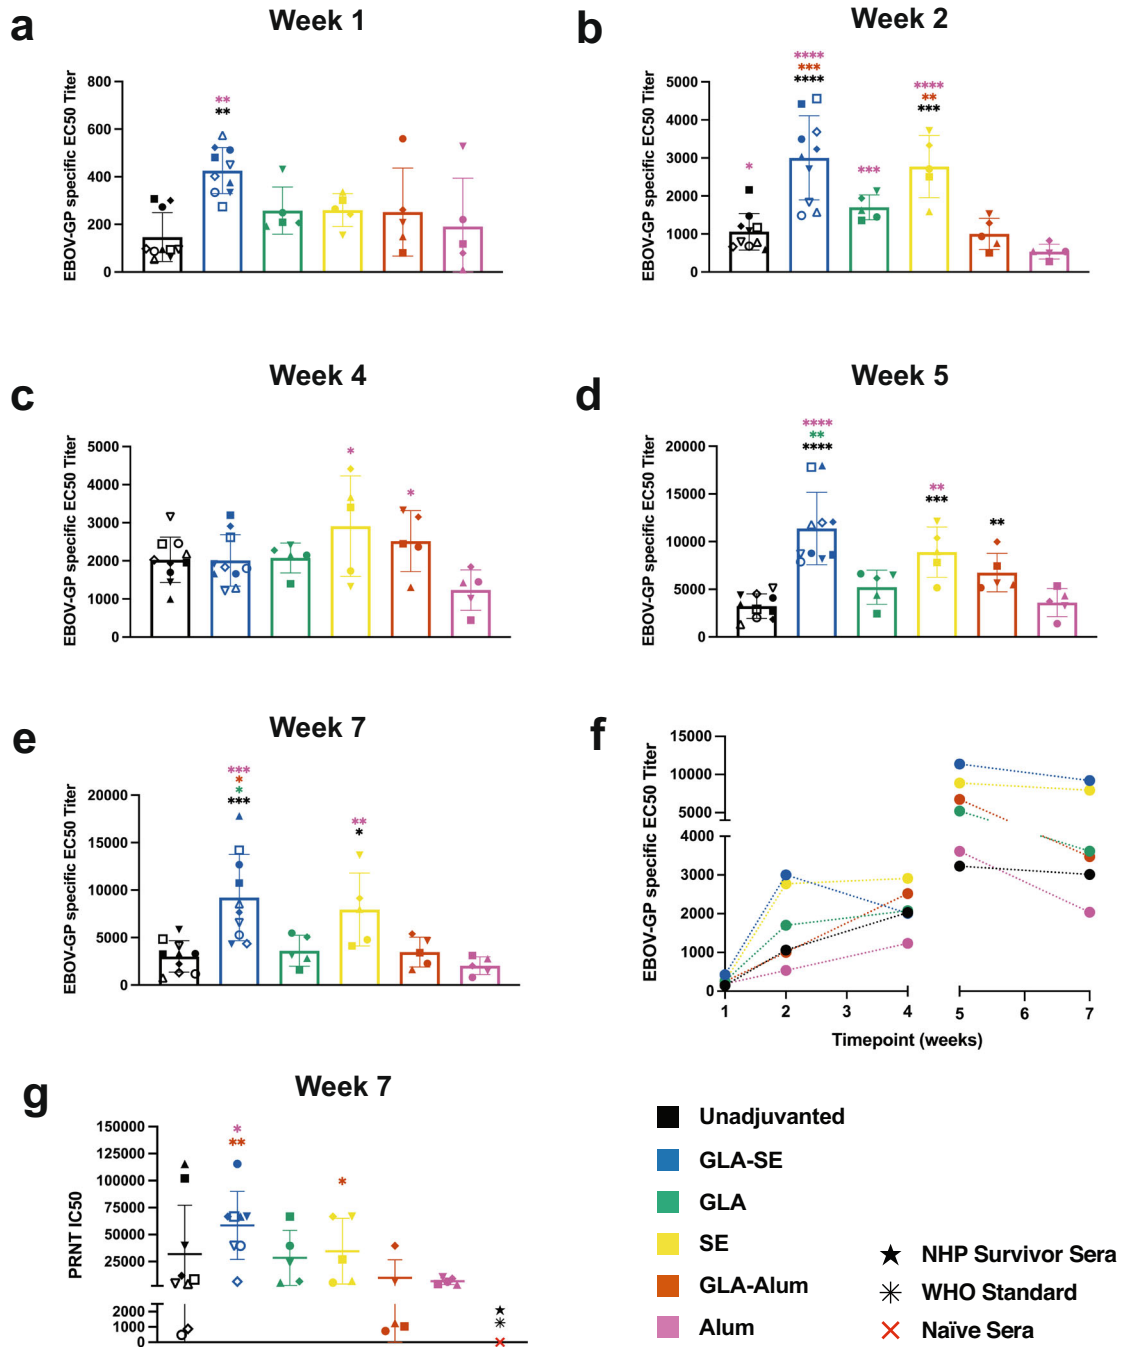 a
Week 1
EBOV-GP specific EC50 Titer
800
600
400
200
0
**
**
b
Week 2
EBOV-GP specific EC50 Titer
5000
4000
3000
2000
1000
0
*
****
***
****
***
****
**
***
c
Week 4
EBOV-GP specific EC50 Titer
5000
4000
3000
2000
1000
0
*
*
d
Week 5
EBOV-GP specific EC50 Titer
20000
15000
10000
5000
0
****
**
****
**
***
**
e
Week 7
EBOV-GP specific EC50 Titer
20000
15000
10000
5000
0
***
*
*
***
**
*
f
EBOV-GP specific EC50 Titer
15000
10000
5000
4000
3000
2000
1000
0
1 2 3 4 5 6 7
Timepoint (weeks)
g
Week 7
PRNT IC50
150000
125000
100000
75000
50000
25000
2000
1000
0
*
**
*
Unadjuvanted
GLA-SE
GLA
SE
GLA-Alum
Alum
NHP Survivor Sera
WHO Standard
Naïve Sera